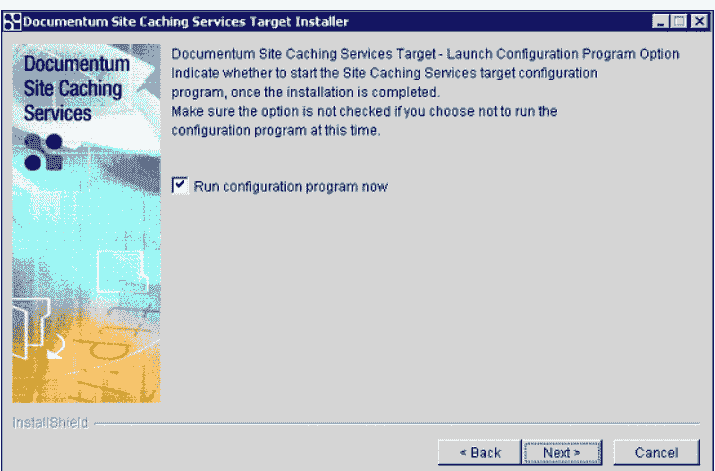 Documentum Site Caching Services Target Installer
Documentum
Site Caching
Services
Documentum Site Caching Services Target - Launch Configuration Program Option
Indicate whether to start the Site Caching Services target configuration
program, once the installation is completed.
Make sure the option is not checked if you choose not to run the
configuration program at this time.
Run configuration program now
InstallShield
< Back
Next >
Cancel